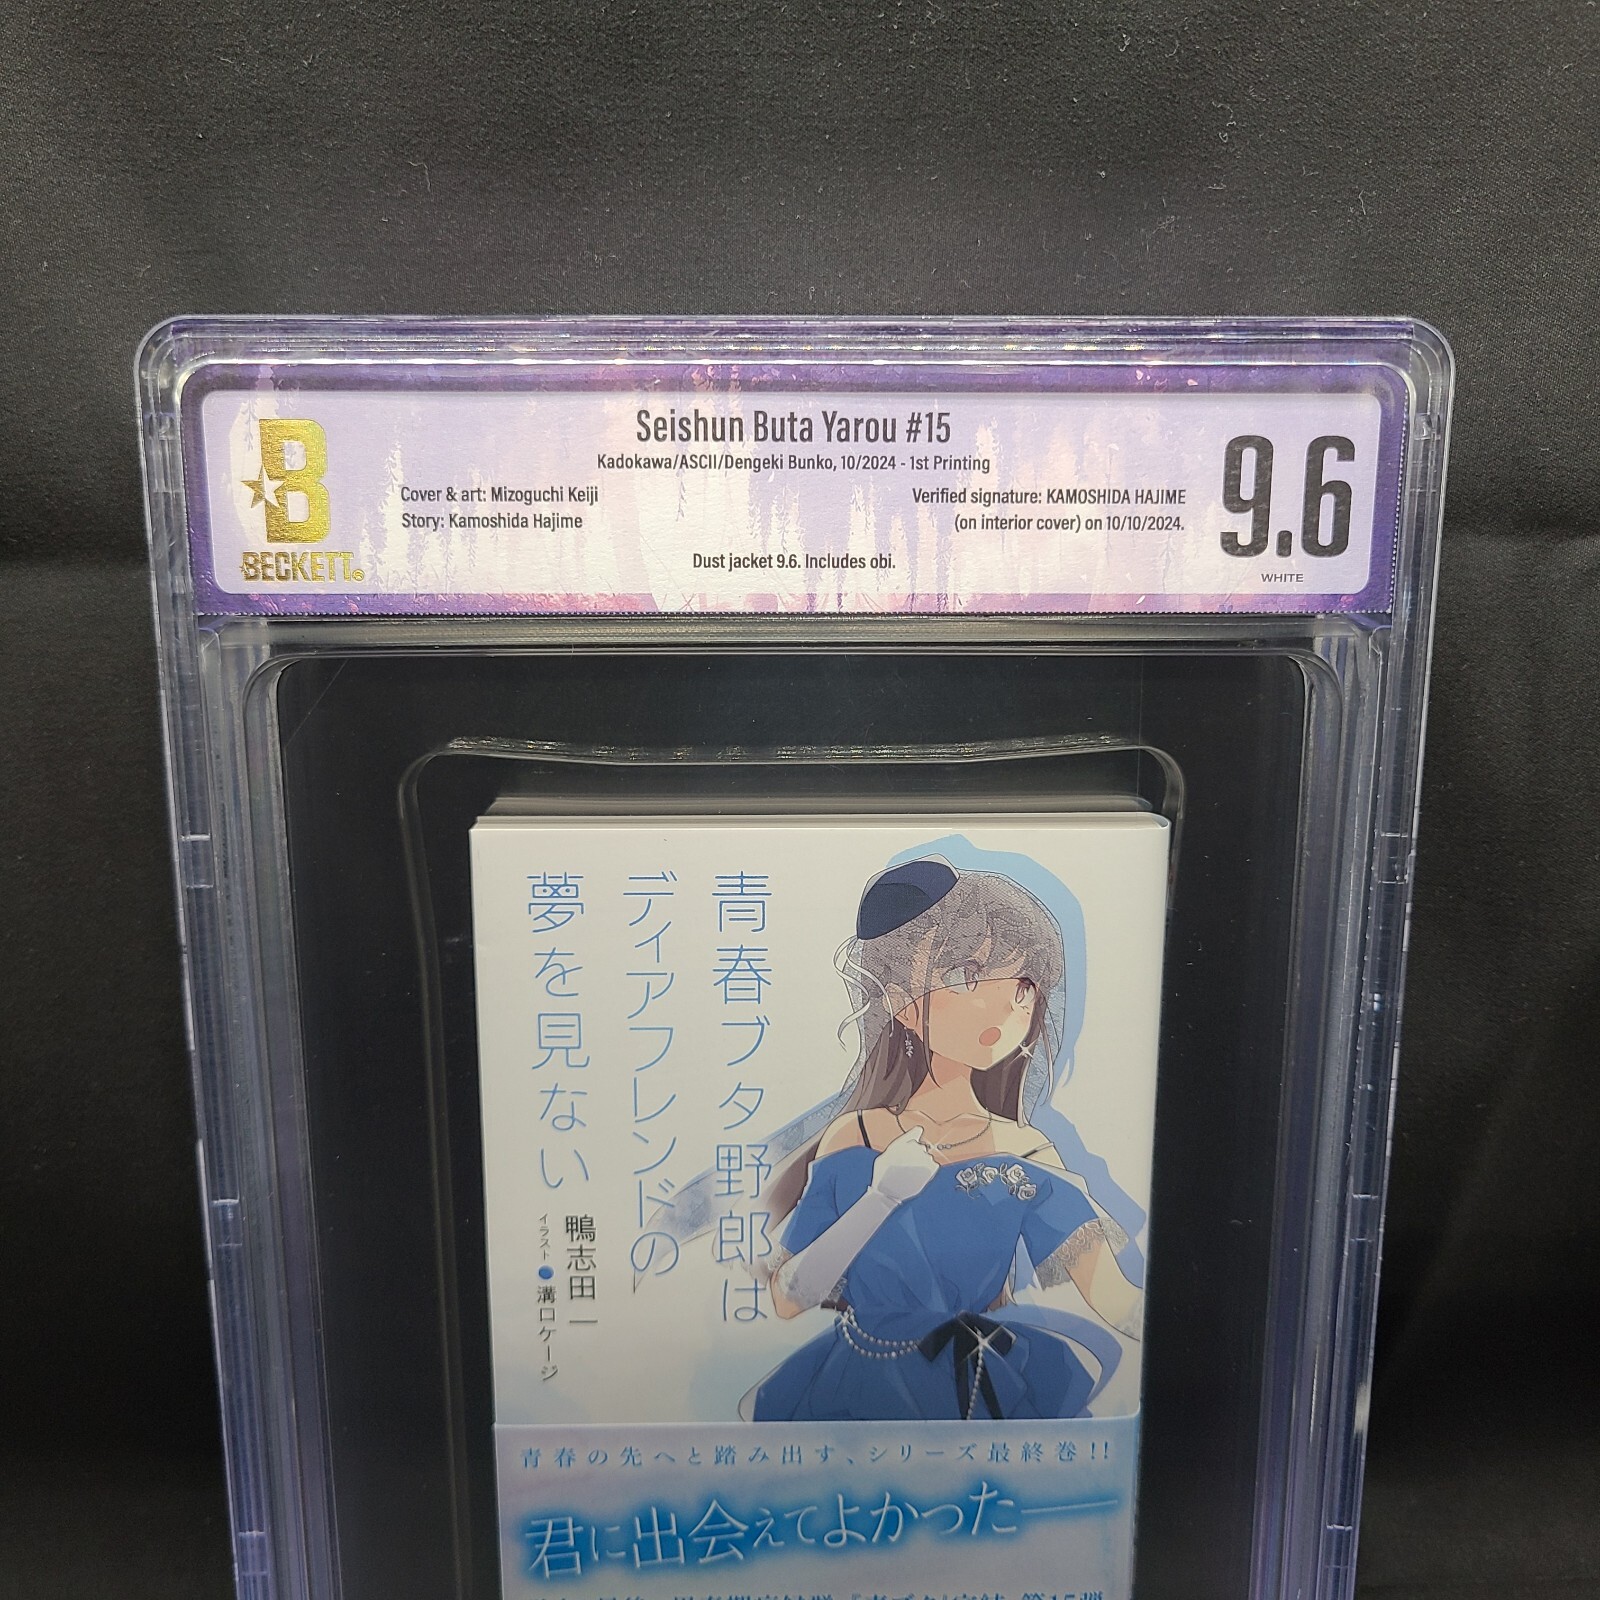 Seishun Buta Yarou #15
Kadokawa/ASCII/Dengeki Bunko, 10/2024 - 1st Printing
Cover & art: Mizoguchi Keiji
Story: Kamoshida Hajime
Verified signature: KAMOSHIDA HAJIME
(on interior cover) on 10/10/2024.
Dust jacket 9.6. Includes obi.
9.6
WHITE
B
BECKETT®
青春ブタ野郎は
ディアフレンドの
夢を見ない
鴨志田 一
イラスト●溝口ケージ
青春の先へと踏み出す、シリーズ最終巻!!
君に出会えてよかった――